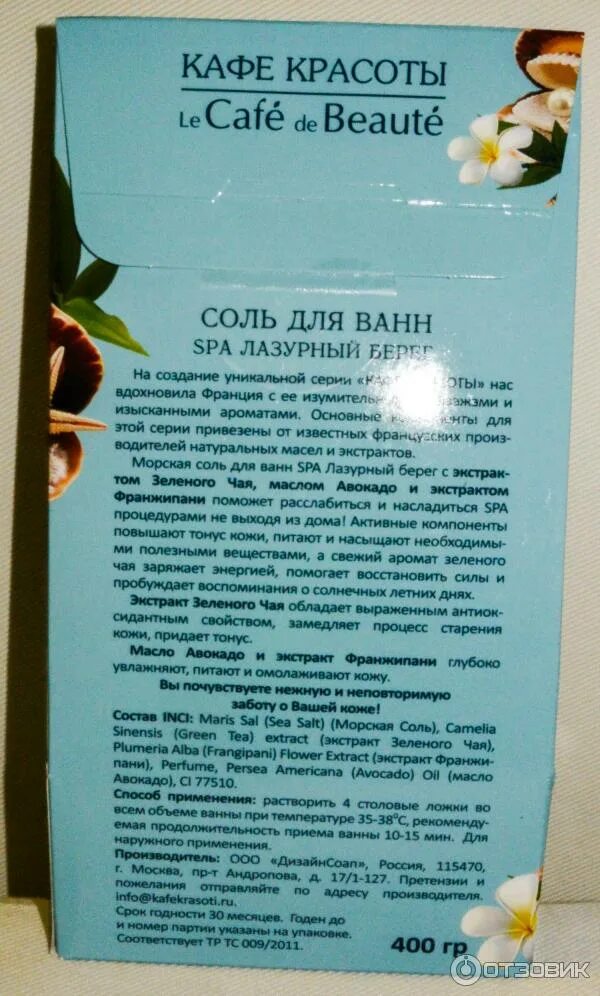 КАФЕ КРАСОТЫ
Le Café de Beauté
СОЛЬ ДЛЯ ВАНН
SPA ЛАЗУРНЫЙ БЕРЕГ
На создание уникальной серии «КАФЕ КРАСОТЫ» нас
вдохновила Франция с ее изумительными пейзажами и
изысканными ароматами. Основные компоненты для
этой серии привезены от известных французских произ-
водителей натуральных масел и экстрактов.
Морская соль для ванн SPA Лазурный берег с экстрак-
том Зеленого Чая, маслом Авокадо и экстрактом
Франжипани поможет расслабиться и насладиться SPA
процедурами не выходя из дома! Активные компоненты
повышают тонус кожи, питают и насыщают необходимы-
ми полезными веществами, а свежий аромат зеленого
чая заряжает энергией, помогает восстановить силы и
пробуждает воспоминания о солнечных летних днях.
Экстракт Зеленого Чая обладает выраженным антиок-
сидантным свойством, замедляет процесс старения
кожи, придает тонус.
Масло Авокадо и экстракт Франжипани глубоко
увлажняют, питают и омолаживают кожу.
Вы почувствуете нежную и неповторимую
заботу о Вашей коже!
Состав INCI: Maris Sal (Sea Salt) (Морская Соль), Camelia
Sinensis (Green Tea) extract (экстракт Зеленого Чая),
Plumeria Alba (Frangipani) Flower Extract (экстракт Франжи-
пани), Perfume, Persea Americana (Avocado) Oil (масло
Авокадо), CI 77510.
Способ применения: растворить 4 столовые ложки во
всем объеме ванны при температуре 35-38°С, рекоменду-
емая продолжительность приема ванны 10-15 мин. Для
наружного применения.
Производитель: ООО «ДизайнСоап», Россия, 115470,
г. Москва, пр-т Андропова, д. 17/1-127. Претензии и
пожелания отправляйте по адресу производителя.
info@kafekrasoti.ru.
Срок годности 30 месяцев. Годен до
и номер партии указаны на упаковке.
Соответствует ТР ТС 009/2011.
400 гр
ОТЗОВИК